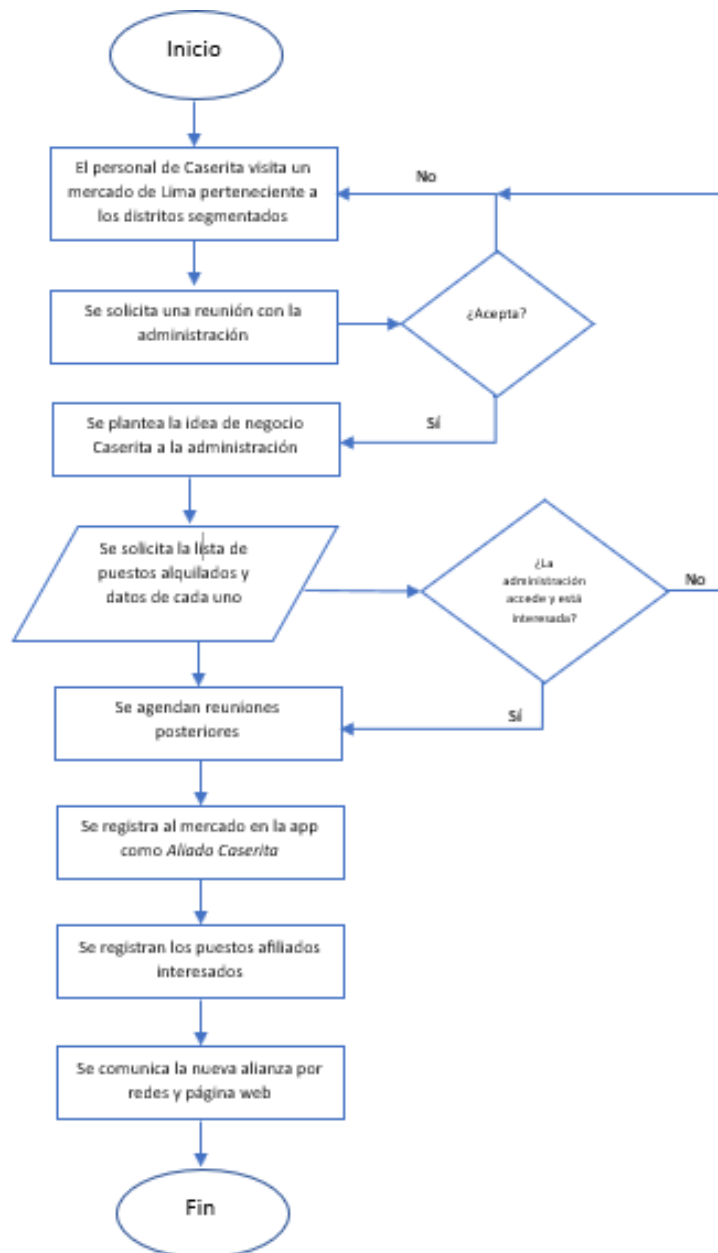 Inicio
El personal de Caserita visita un
mercado de Lima perteneciente a
los distritos segmentados
No
Se solicita una reunión con la
administración
¿Acepta?
Se plantea la idea de negocio
Caserita a la administración
Sí
Se solicita la lista de
puestos alquilados y
datos de cada uno
¿La
administración
accede y está
interesada?
No
Se agendan reuniones
posteriores
Sí
Se registra al mercado en la app
como Aliado Caserita
Se registran los puestos afiliados
interesados
Se comunica la nueva alianza por
redes y página web
Fin